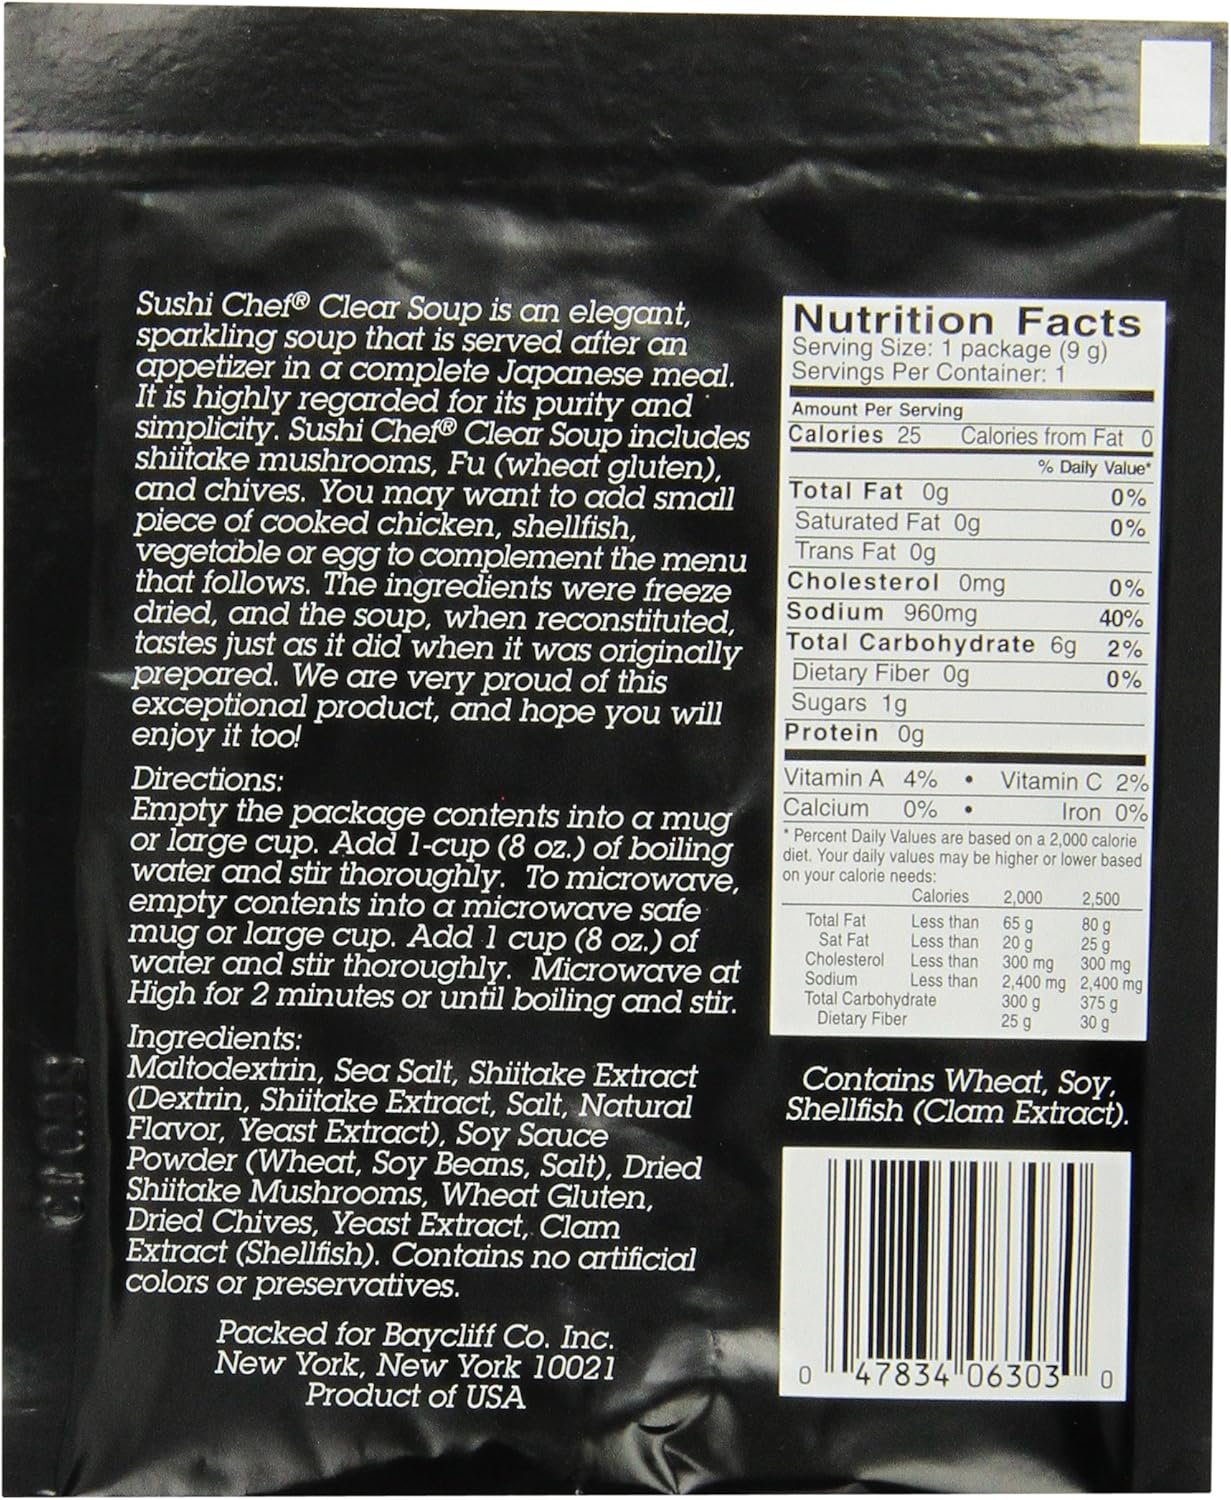 Sushi Chef® Clear Soup is an elegant,
sparkling soup that is served after an
appetizer in a complete Japanese meal.
It is highly regarded for its purity and
simplicity. Sushi Chef® Clear Soup includes
shiitake mushrooms, Fu (wheat gluten),
and chives. You may want to add small
piece of cooked chicken, shellfish,
vegetable or egg to complement the menu
that follows. The ingredients were freeze
dried, and the soup, when reconstituted,
tastes just as it did when it was originally
prepared. We are very proud of this
exceptional product, and hope you will
enjoy it too!
Directions:
Empty the package contents into a mug
or large cup. Add 1-cup (8 oz.) of boiling
water and stir thoroughly. To microwave,
empty contents into a microwave safe
mug or large cup. Add 1 cup (8 oz.) of
water and stir thoroughly. Microwave at
High for 2 minutes or until boiling and stir.
Ingredients:
Maltodextrin, Sea Salt, Shiitake Extract
(Dextrin, Shiitake Extract, Salt, Natural
Flavor, Yeast Extract), Soy Sauce
Powder (Wheat, Soy Beans, Salt), Dried
Shiitake Mushrooms, Wheat Gluten,
Dried Chives, Yeast Extract, Clam
Extract (Shellfish). Contains no artificial
colors or preservatives.
Packed for Baycliff Co. Inc.
New York, New York 10021
Product of USA
Nutrition Facts
Serving Size: 1 package (9 g)
Servings Per Container: 1
Amount Per Serving
Calories 25 Calories from Fat 0
% Daily Value*
Total Fat 0g 0%
Saturated Fat 0g 0%
Trans Fat 0g
Cholesterol 0mg 0%
Sodium 960mg 40%
Total Carbohydrate 6g 2%
Dietary Fiber 0g 0%
Sugars 1g
Protein 0g
Vitamin A 4% • Vitamin C 2%
Calcium 0% • Iron 0%
* Percent Daily Values are based on a 2,000 calorie
diet. Your daily values may be higher or lower based
on your calorie needs:
Calories 2,000 2,500
Total Fat Less than 65 g 80 g
Sat Fat Less than 20 g 25 g
Cholesterol Less than 300 mg 300 mg
Sodium Less than 2,400 mg 2,400 mg
Total Carbohydrate 300 g 375 g
Dietary Fiber 25 g 30 g
Contains Wheat, Soy,
Shellfish (Clam Extract).
0 47834 06303 0